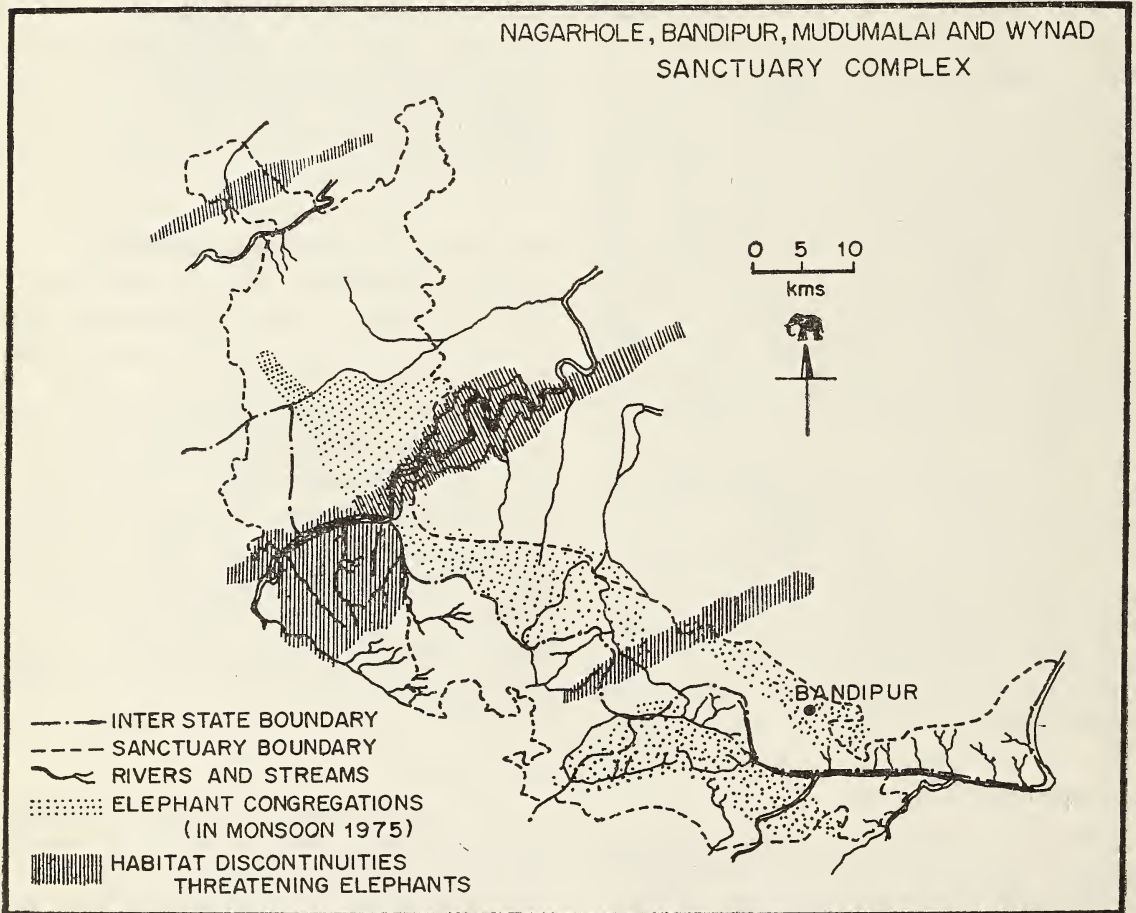 NAGARHOLE, BANDIPUR, MUDUMALAI AND WYNAD
SANCTUARY COMPLEX
0 5 10
kms
BANDIPUR
INTER STATE BOUNDARY
SANCTUARY BOUNDARY
RIVERS AND STREAMS
ELEPHANT CONGREGATIONS
(IN MONSOON 1975)
HABITAT DISCONTINUITIES
THREATENING ELEPHANTS